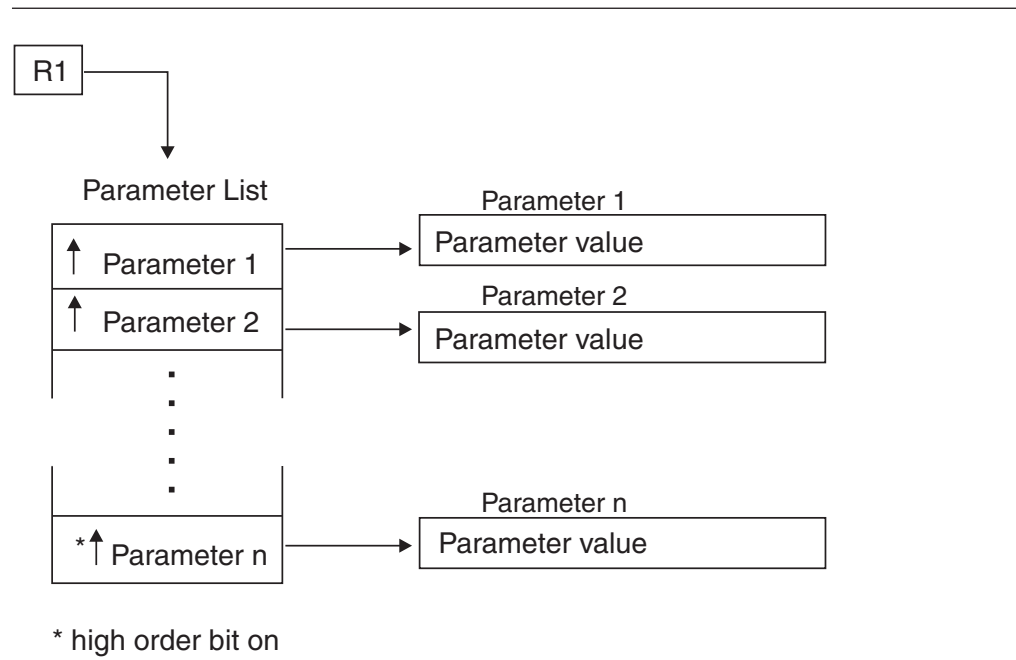 R1
Parameter List
Parameter 1
Parameter value
Parameter 1
Parameter 2
Parameter value
Parameter 2
Parameter n
Parameter value
* Parameter n
* high order bit on